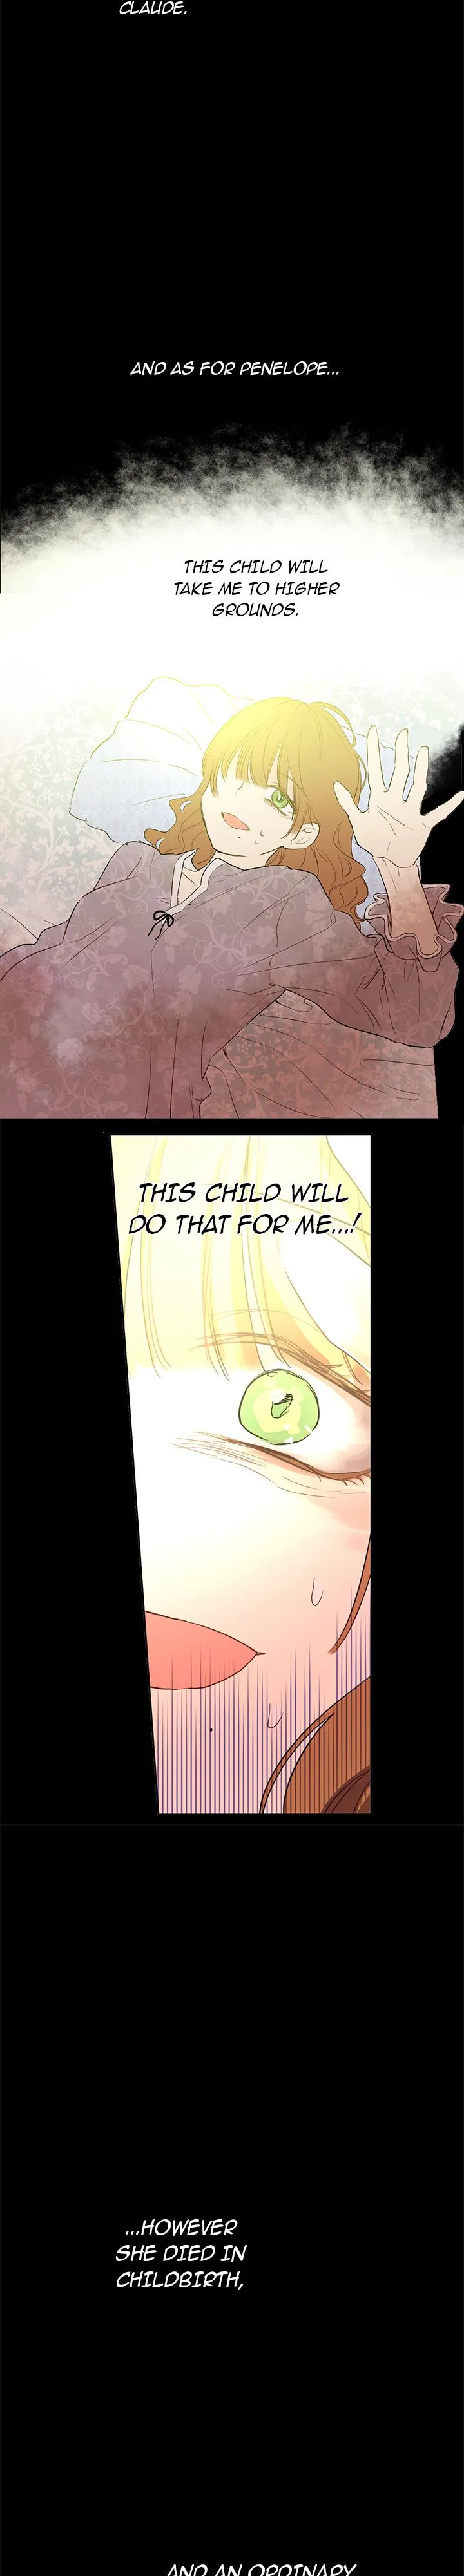 CLAUDE.
AND AS FOR PENELOPE...
THIS CHILD WILL
TAKE ME TO HIGHER
GROUNDS.
THIS CHILD WILL
DO THAT FOR ME...!
...HOWEVER
SHE DIED IN
CHILDBIRTH,
AND AN ORDINARY